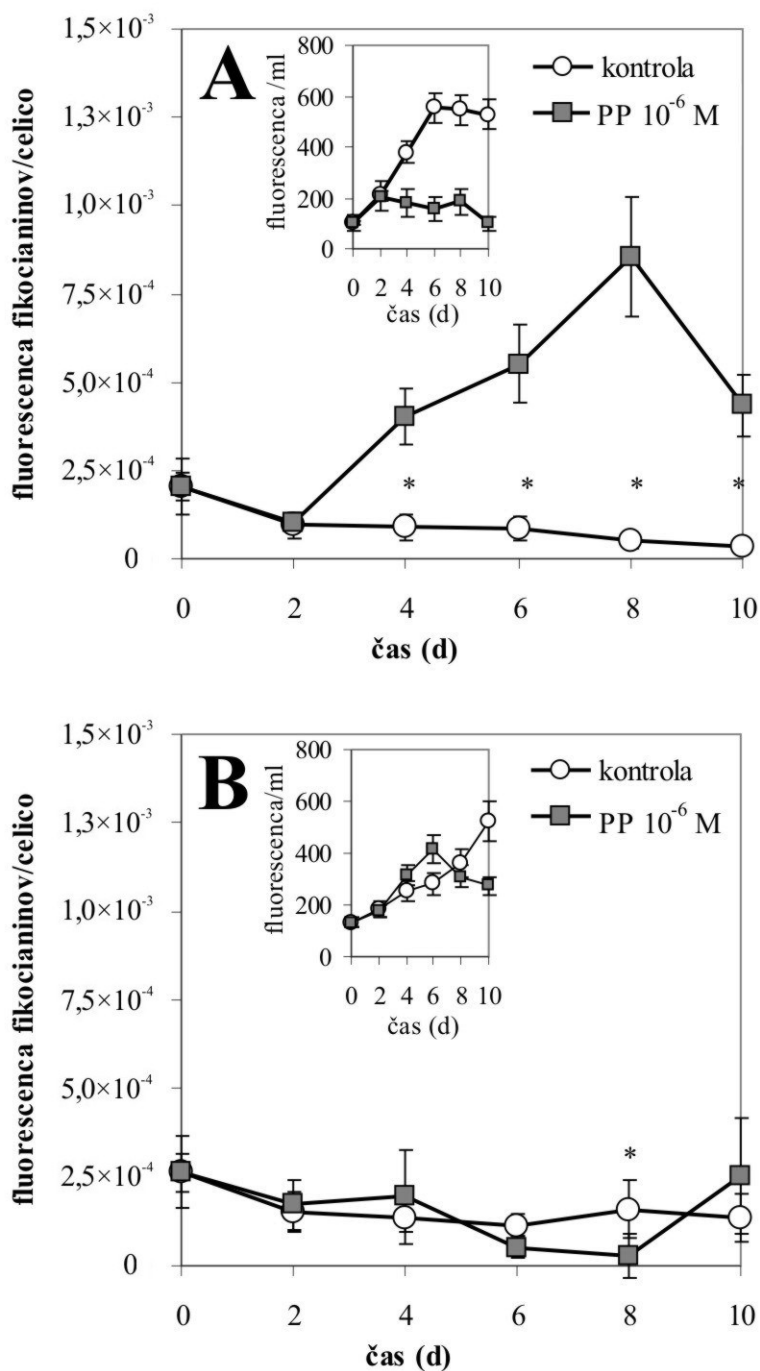 A
fluorescenca fikocianinov/celico
1,5×10⁻³
1,3×10⁻³
1,0×10⁻³
7,5×10⁻⁴
5,0×10⁻⁴
2,5×10⁻⁴
0
0 2 4 6 8 10
čas (d)
fluorescenca /ml
800
600
400
200
0
0 2 4 6 8 10
čas (d)
kontrola
PP 10⁻⁶ M
* * * *
B
fluorescenca fikocianinov/celico
1,5×10⁻³
1,3×10⁻³
1,0×10⁻³
7,5×10⁻⁴
5,0×10⁻⁴
2,5×10⁻⁴
0
0 2 4 6 8 10
čas (d)
fluorescenca/ml
800
600
400
200
0
0 2 4 6 8 10
čas (d)
kontrola
PP 10⁻⁶ M
*